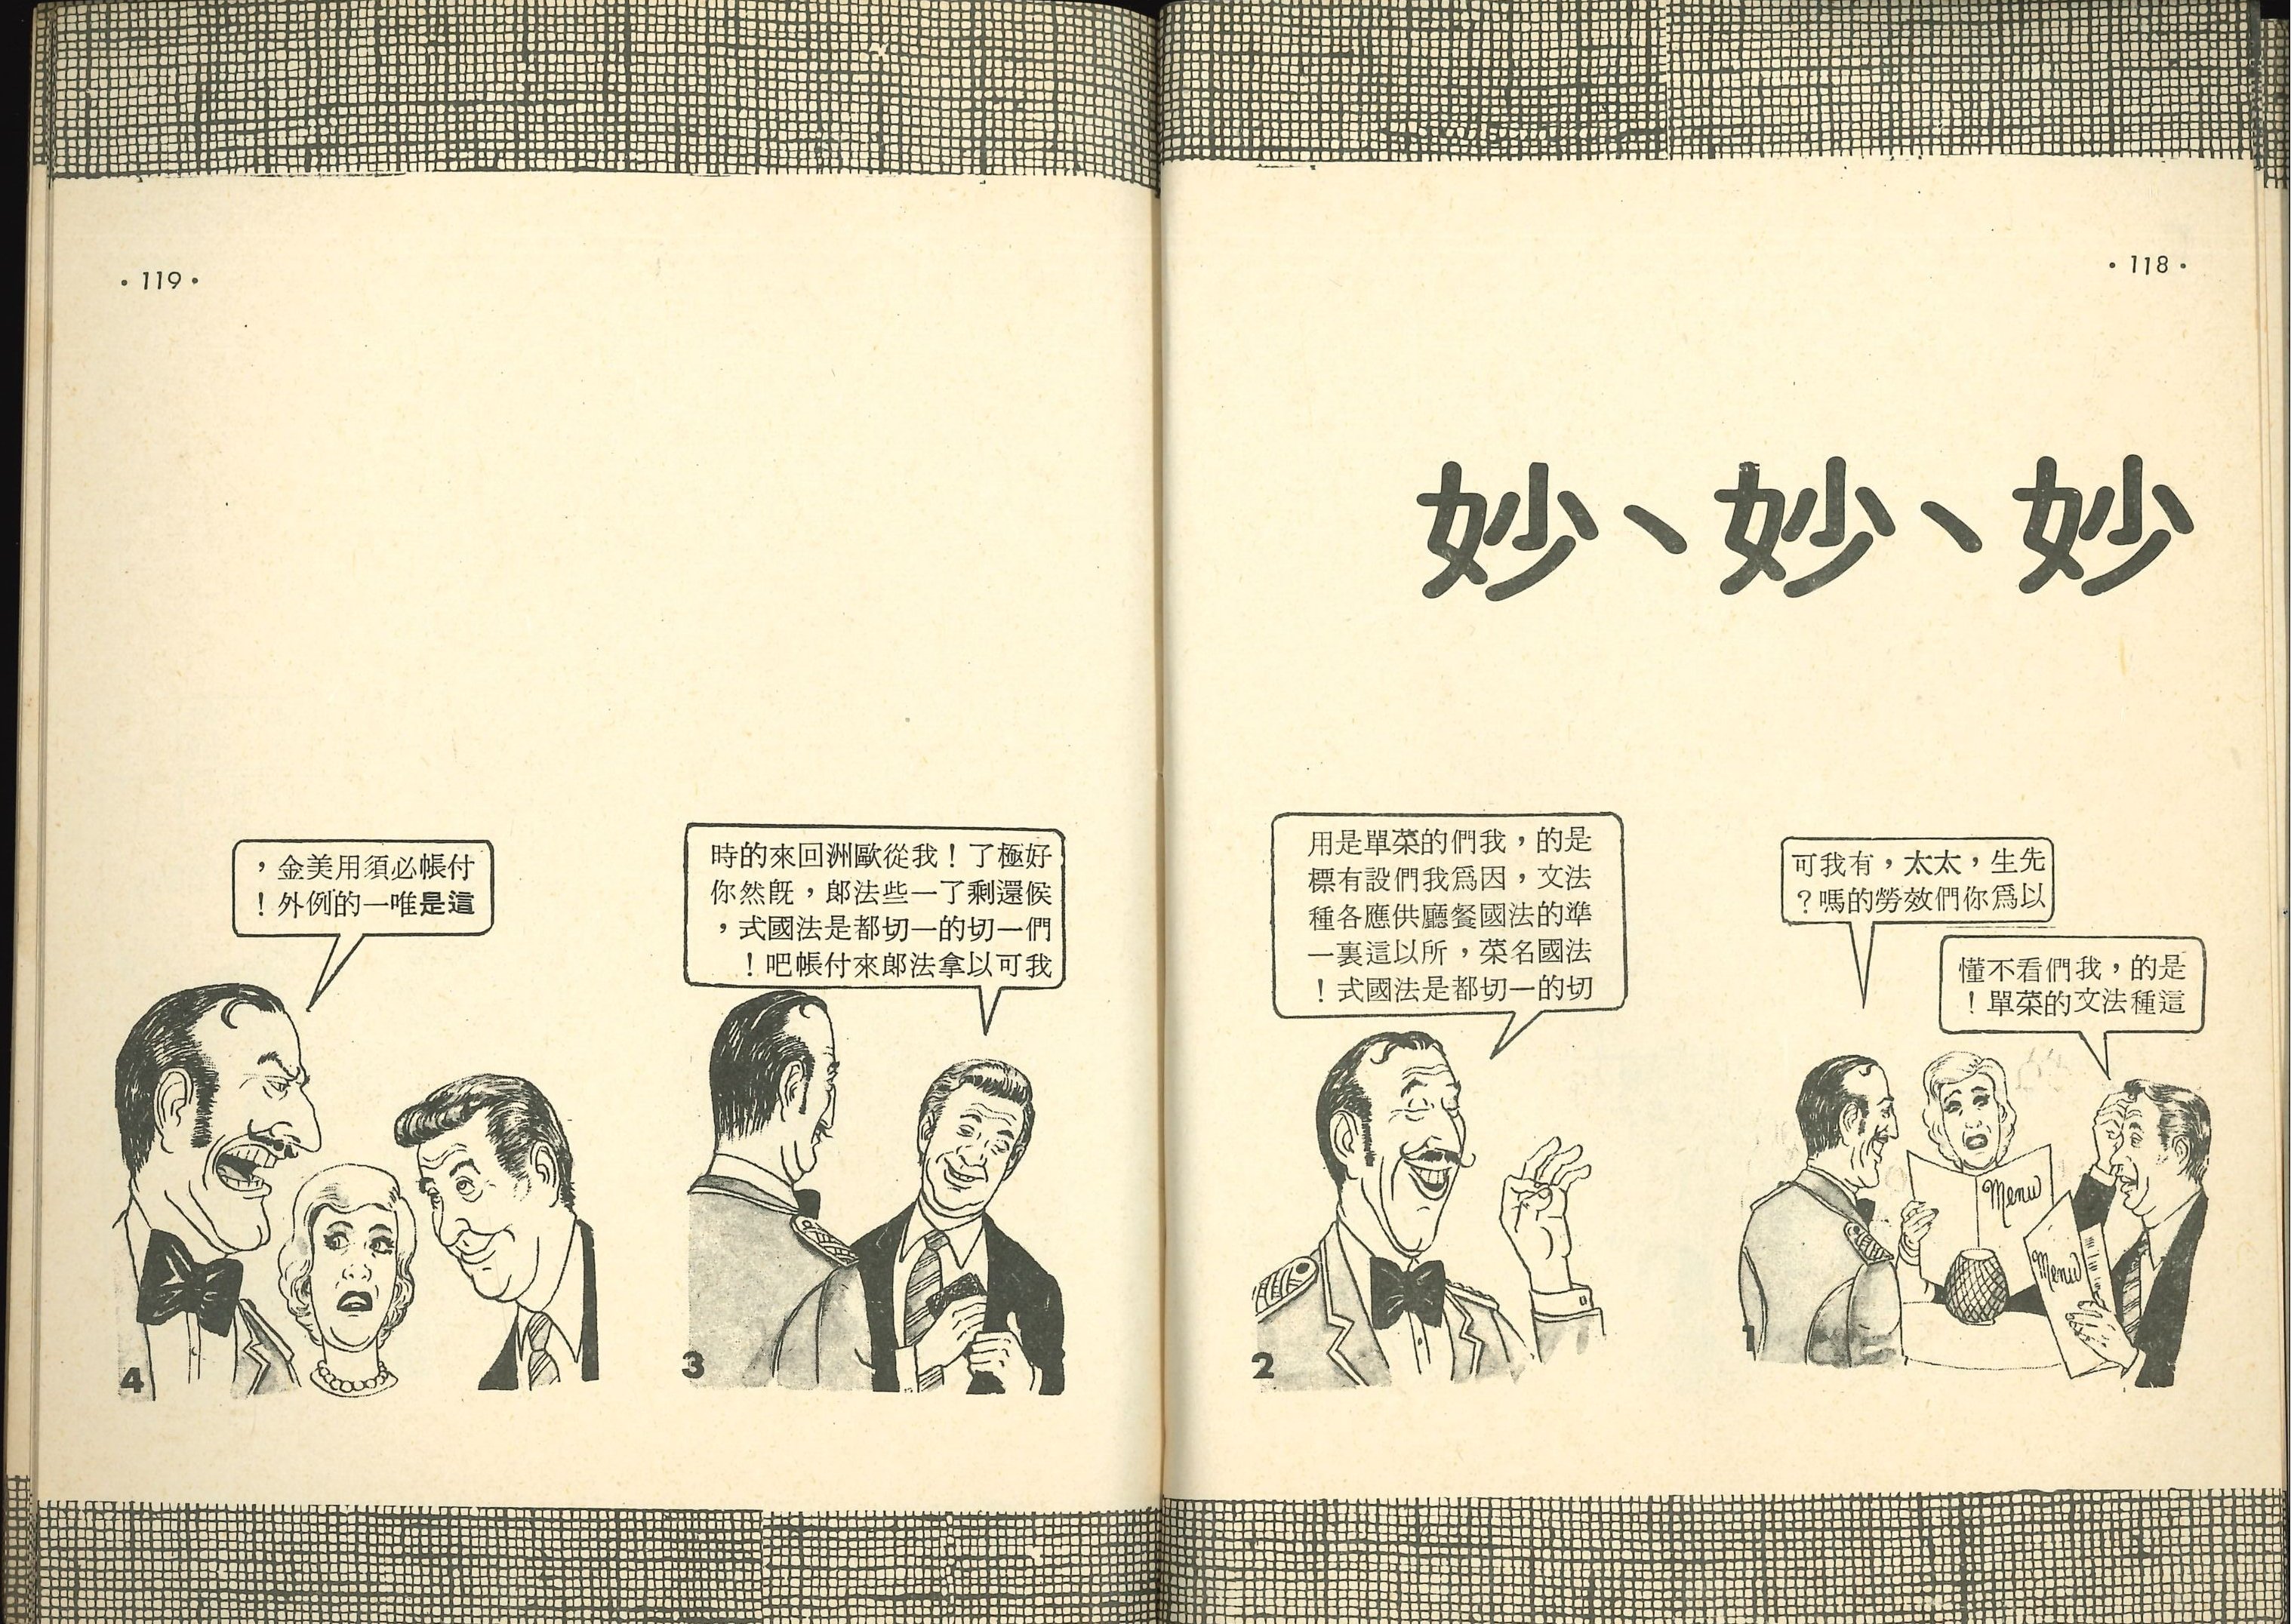 ·118·
妙、妙、妙
先生，太太，有我可
以爲你們效勞的嗎？
是的，我們看不懂
這種法文的菜單！
Menu
Menu
1
是的，我們的菜單是用
法文，因爲我們設有標
準的法國餐廳供應各種
法國名菜，所以這裏一
切的一切都是法國式！
2
·119·
好極了！我從歐洲回來的時
候還剩了一些法郎，既然你
們一切的一切都是法國式，
我可以拿法郎來付帳吧！
3
付帳必須用美金，
這是唯一的例外！
4